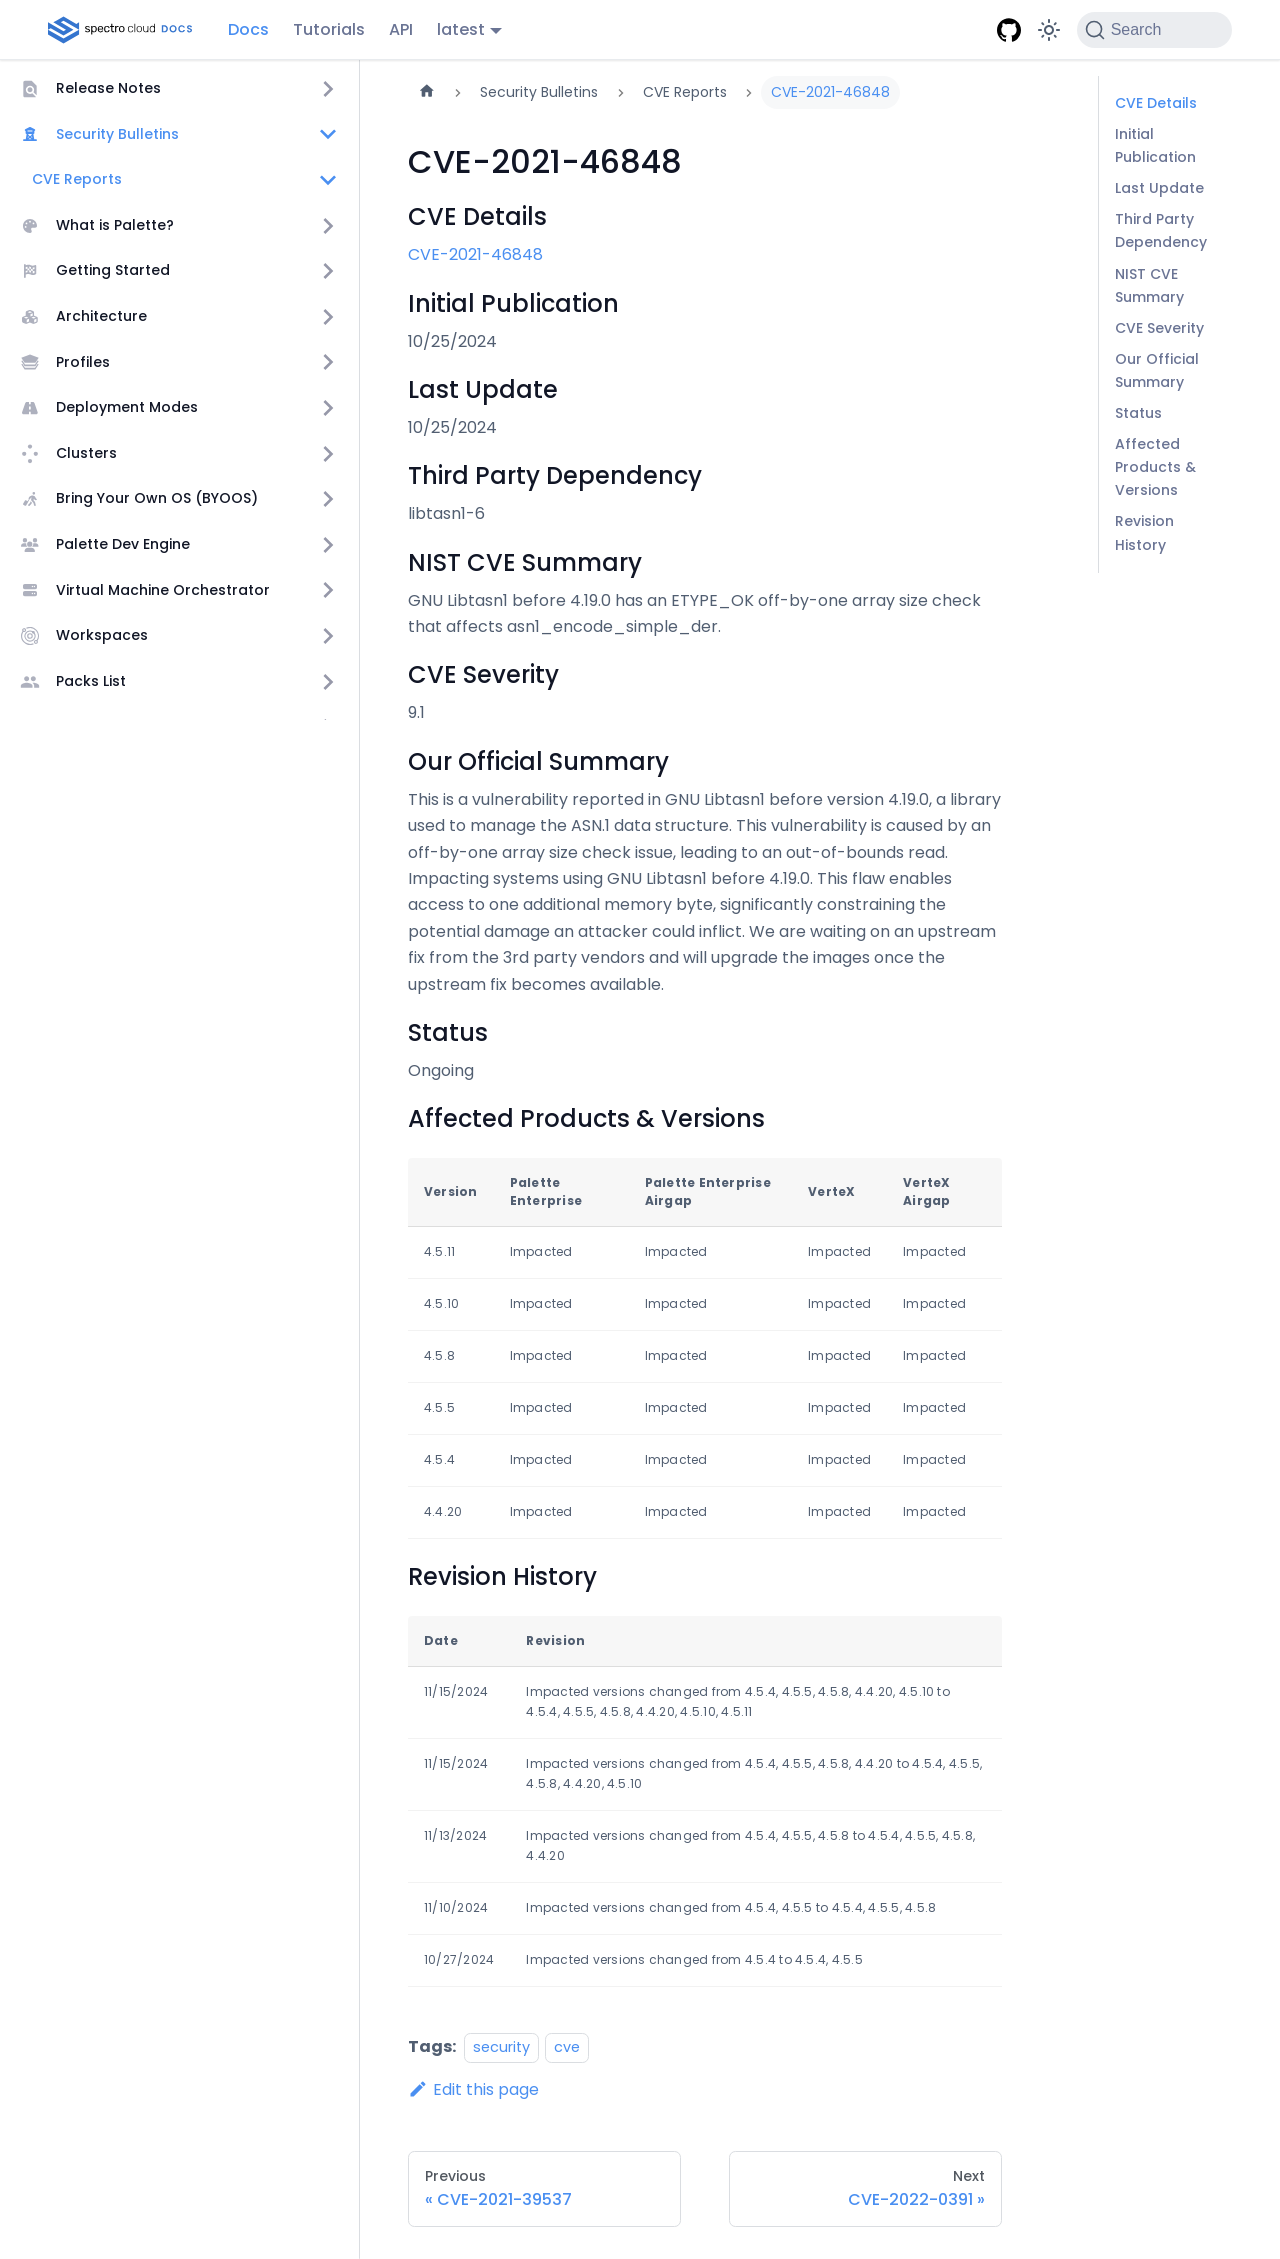 spectro cloud DOCS
Docs
Tutorials
API
latest
Search
Release Notes
Security Bulletins
CVE Reports
What is Palette?
Getting Started
Architecture
Profiles
Deployment Modes
Clusters
Bring Your Own OS (BYOOS)
Palette Dev Engine
Virtual Machine Orchestrator
Workspaces
Packs List
Security Bulletins
CVE Reports
CVE-2021-46848
CVE-2021-46848
CVE Details
CVE-2021-46848
Initial Publication
10/25/2024
Last Update
10/25/2024
Third Party Dependency
libtasn1-6
NIST CVE Summary
GNU Libtasn1 before 4.19.0 has an ETYPE_OK off-by-one array size check
that affects asn1_encode_simple_der.
CVE Severity
9.1
Our Official Summary
This is a vulnerability reported in GNU Libtasn1 before version 4.19.0, a library
used to manage the ASN.1 data structure. This vulnerability is caused by an
off-by-one array size check issue, leading to an out-of-bounds read.
Impacting systems using GNU Libtasn1 before 4.19.0. This flaw enables
access to one additional memory byte, significantly constraining the
potential damage an attacker could inflict. We are waiting on an upstream
fix from the 3rd party vendors and will upgrade the images once the
upstream fix becomes available.
Status
Ongoing
Affected Products & Versions
Version Palette Enterprise Palette Enterprise Airgap VerteX VerteX Airgap
4.5.11 Impacted Impacted Impacted Impacted
4.5.10 Impacted Impacted Impacted Impacted
4.5.8 Impacted Impacted Impacted Impacted
4.5.5 Impacted Impacted Impacted Impacted
4.5.4 Impacted Impacted Impacted Impacted
4.4.20 Impacted Impacted Impacted Impacted
Revision History
Date Revision
11/15/2024 Impacted versions changed from 4.5.4, 4.5.5, 4.5.8, 4.4.20, 4.5.10 to
4.5.4, 4.5.5, 4.5.8, 4.4.20, 4.5.10, 4.5.11
11/15/2024 Impacted versions changed from 4.5.4, 4.5.5, 4.5.8, 4.4.20 to 4.5.4, 4.5.5,
4.5.8, 4.4.20, 4.5.10
11/13/2024 Impacted versions changed from 4.5.4, 4.5.5, 4.5.8 to 4.5.4, 4.5.5, 4.5.8,
4.4.20
11/10/2024 Impacted versions changed from 4.5.4, 4.5.5 to 4.5.4, 4.5.5, 4.5.8
10/27/2024 Impacted versions changed from 4.5.4 to 4.5.4, 4.5.5
Tags: security cve
Edit this page
Previous
« CVE-2021-39537
Next
CVE-2022-0391 »
CVE Details
Initial
Publication
Last Update
Third Party
Dependency
NIST CVE
Summary
CVE Severity
Our Official
Summary
Status
Affected
Products &
Versions
Revision
History